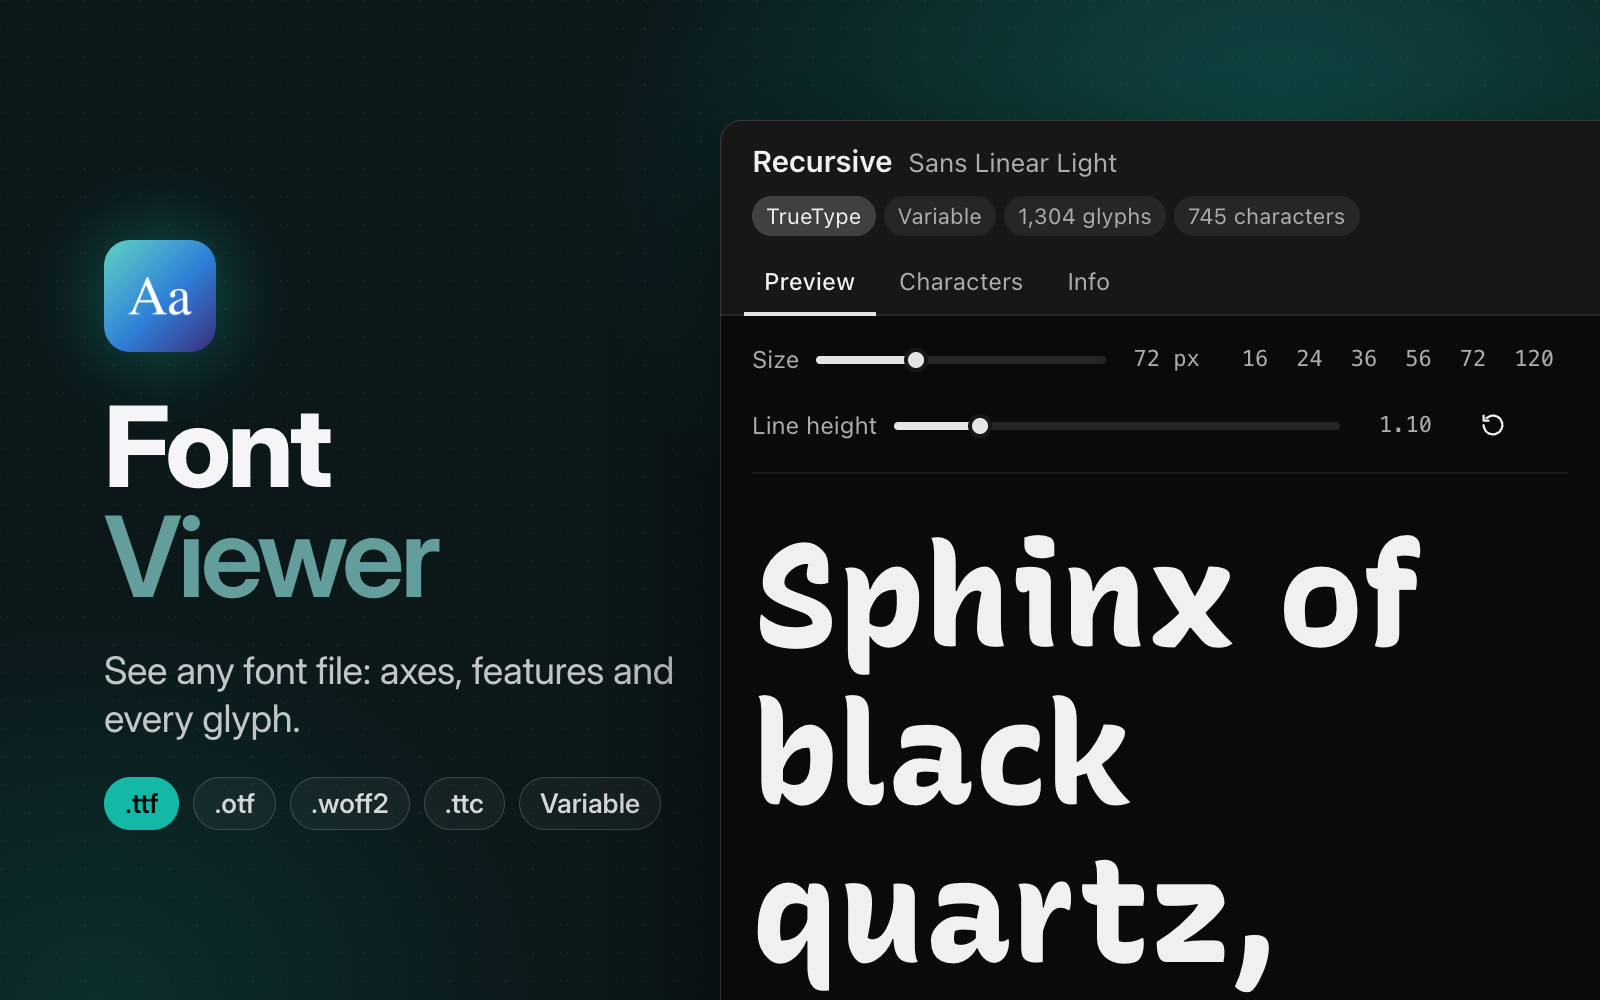 Aa
Font
Viewer
See any font file: axes, features and
every glyph.
.ttf .otf .woff2 .ttc Variable
Recursive Sans Linear Light
TrueType Variable 1,304 glyphs 745 characters
Preview Characters Info
Size 72 px 16 24 36 56 72 120
Line height 1.10
Sphinx of
black
quartz,